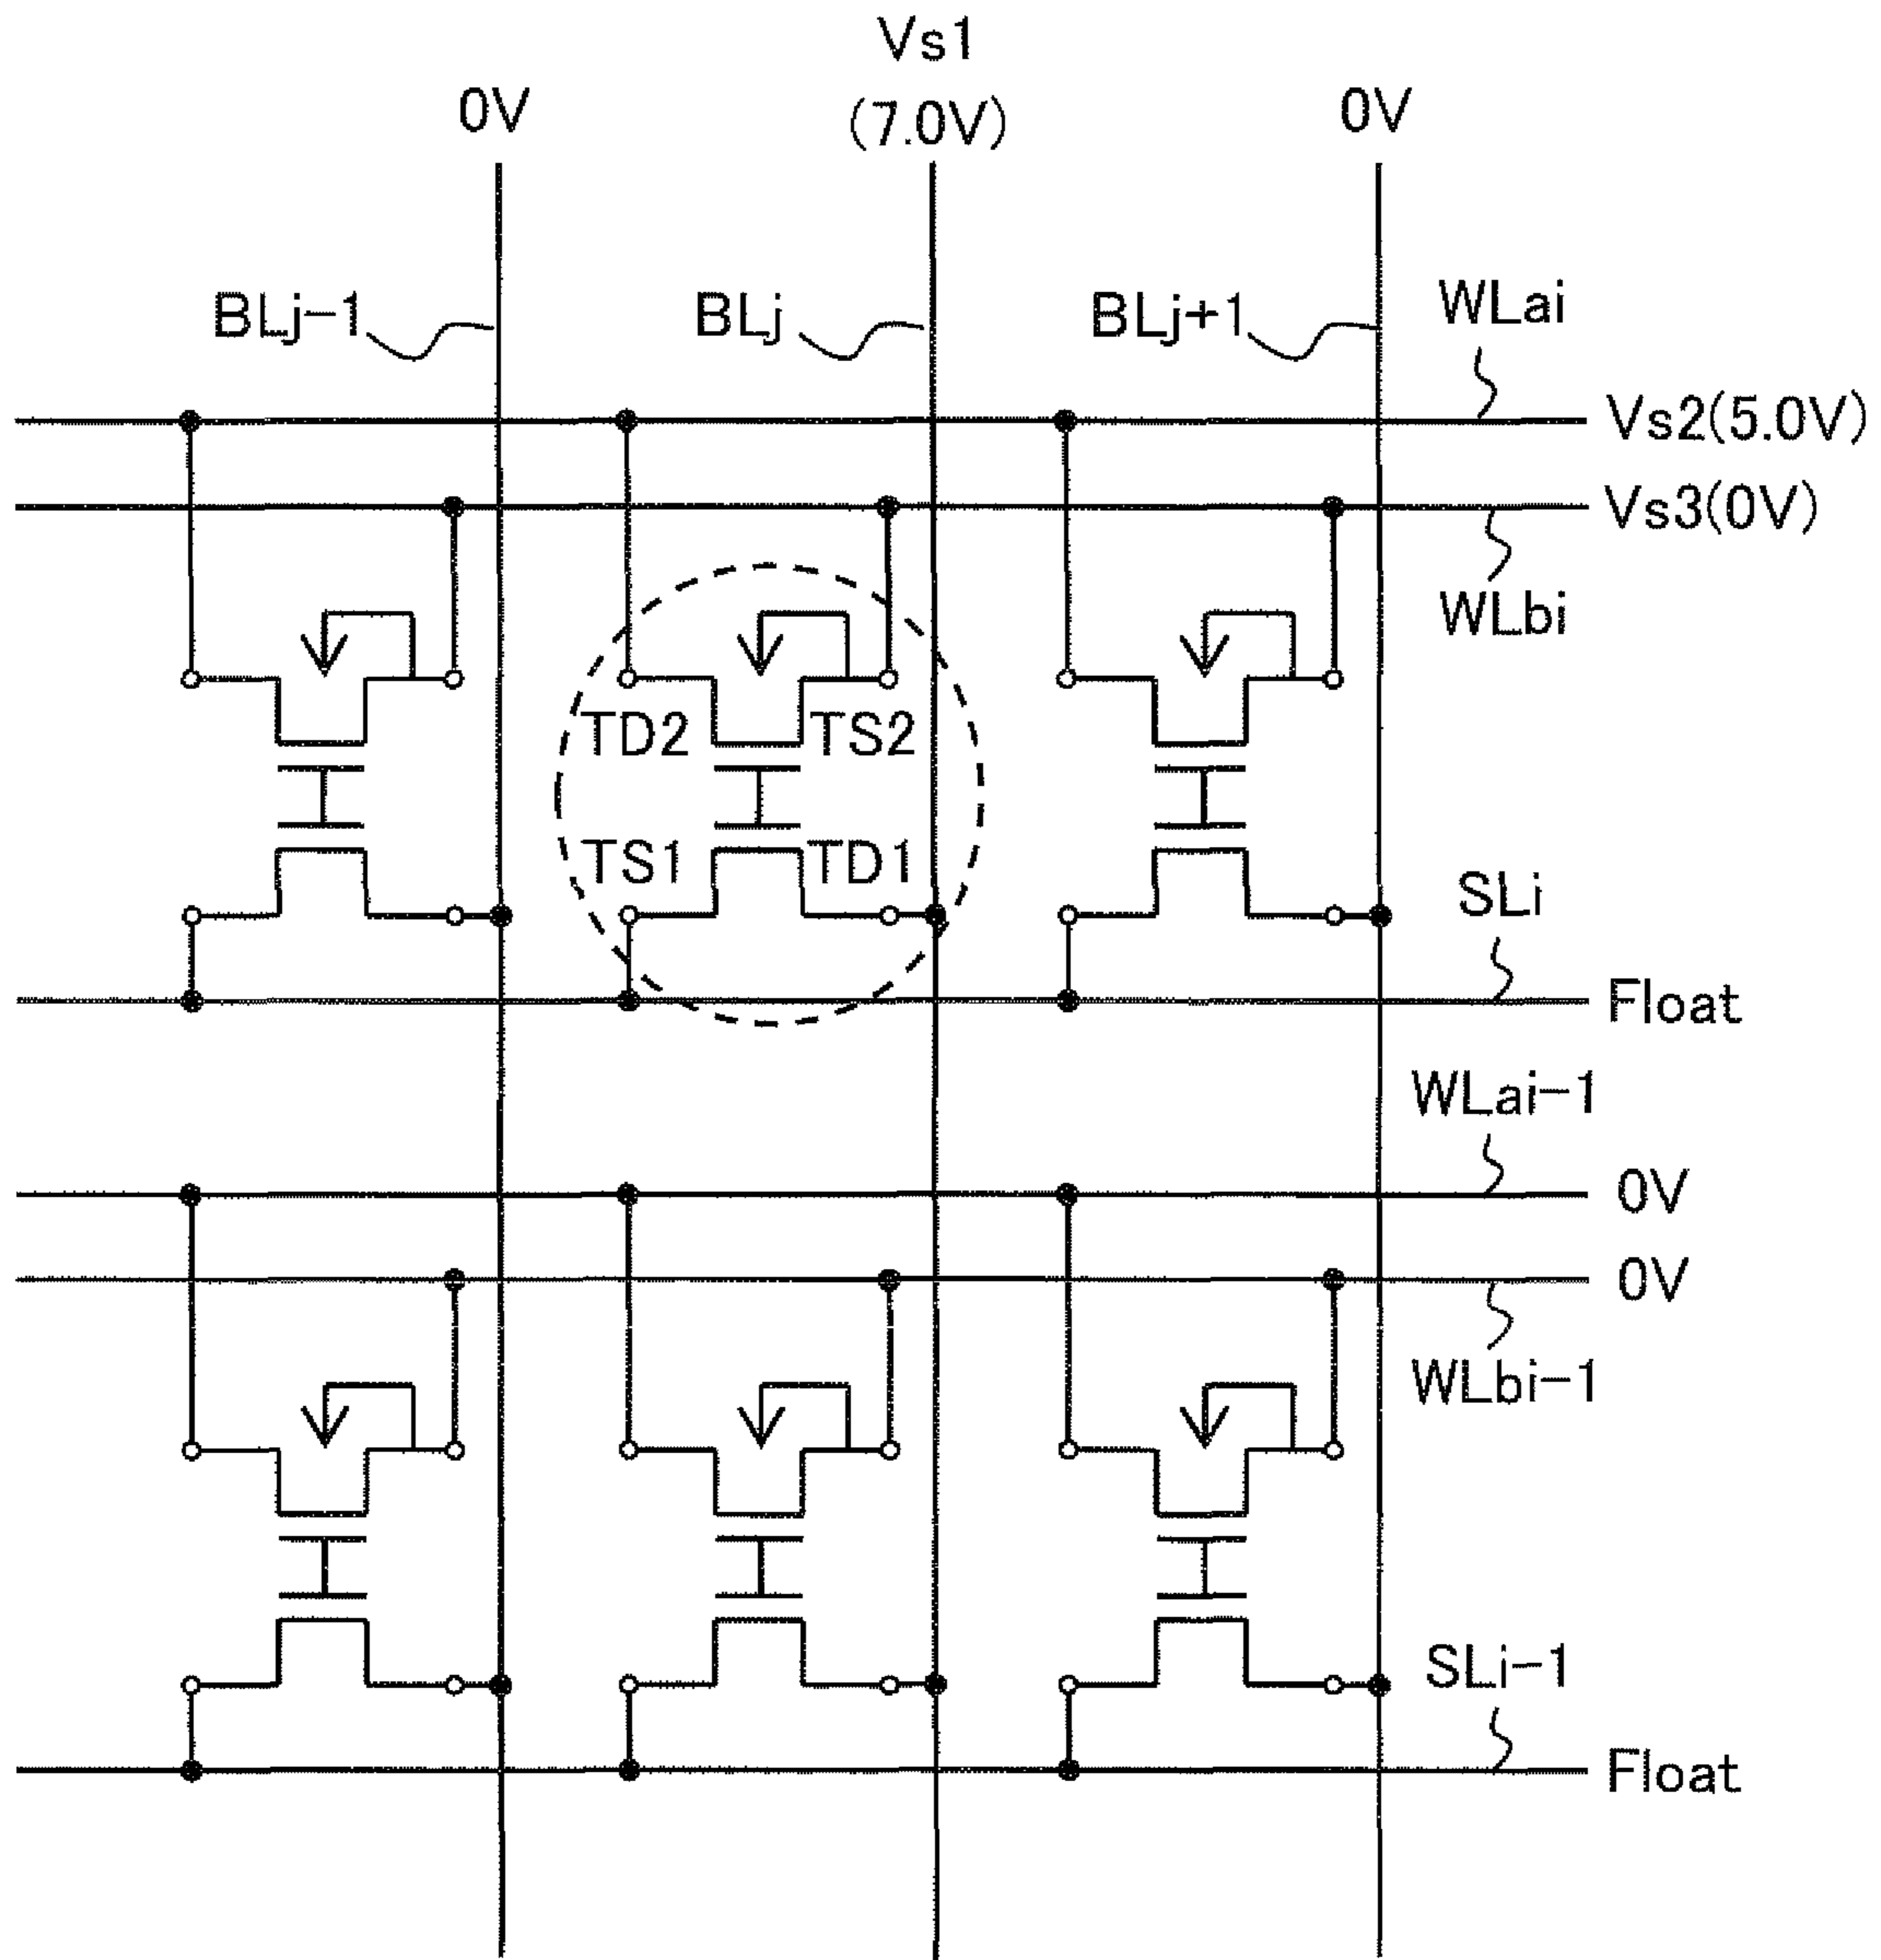 Vs1
0V (7.0V) 0V
BLj-1 BLj BLj+1 WLai
Vs2(5.0V)
Vs3(0V)
WLbi
TD2 TS2
TS1 TD1
SLi
Float
WLai-1
0V
0V
WLbi-1
SLi-1
Float